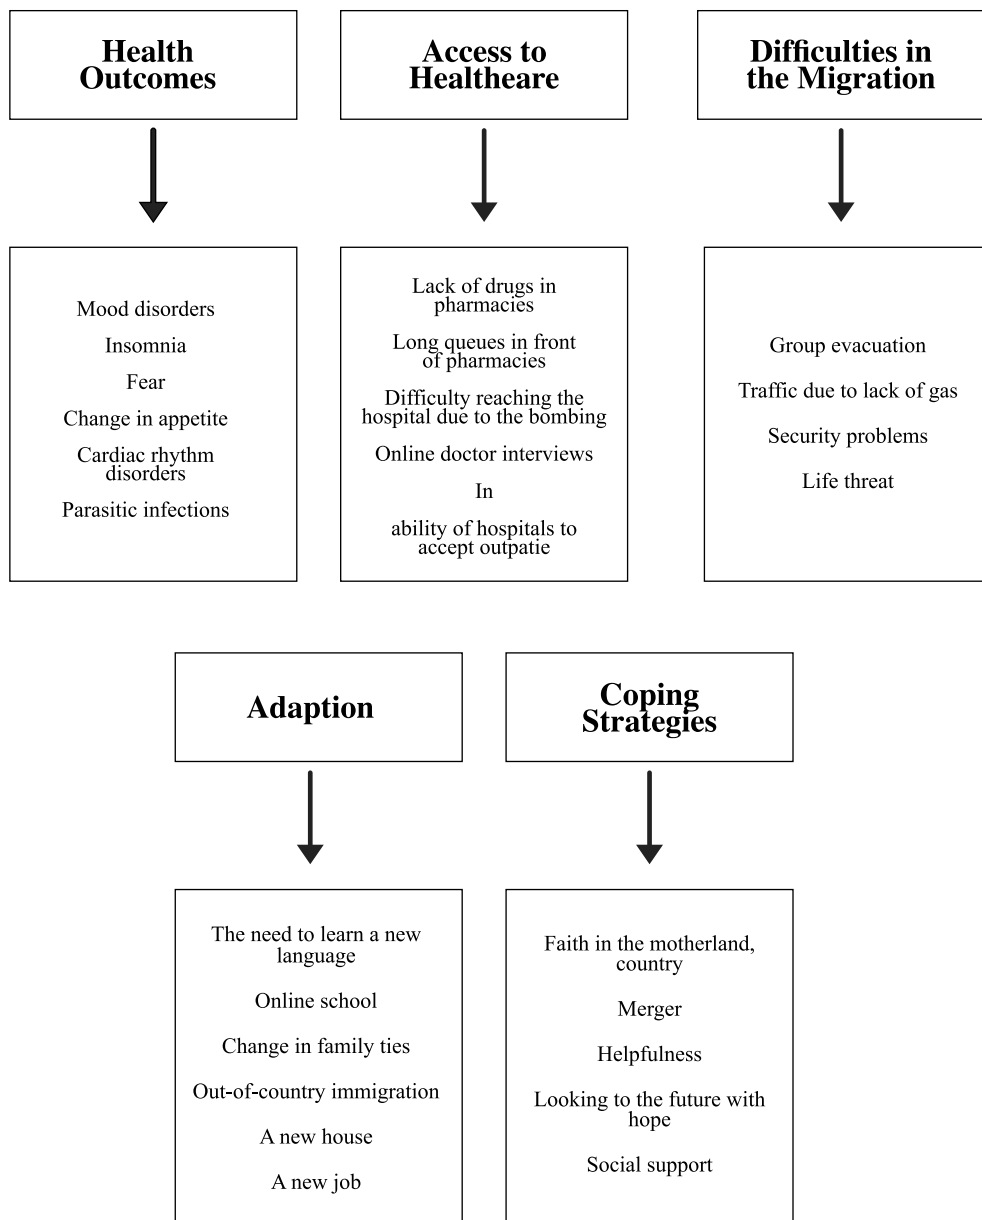 Health
Outcomes
Access to
Healtheare
Difficulties in
the Migration
Mood disorders
Insomnia
Fear
Change in appetite
Cardiac rhythm
disorders
Parasitic infections
Lack of drugs in
pharmacies
Long queues in front
of pharmacies
Difficulty reaching the
hospital due to the bombing
Online doctor interviews
In
ability of hospitals to
accept outpatie
Group evacuation
Traffic due to lack of gas
Security problems
Life threat
Adaption
Coping
Strategies
The need to learn a new
language
Online school
Change in family ties
Out-of-country immigration
A new house
A new job
Faith in the motherland,
country
Merger
Helpfulness
Looking to the future with
hope
Social support